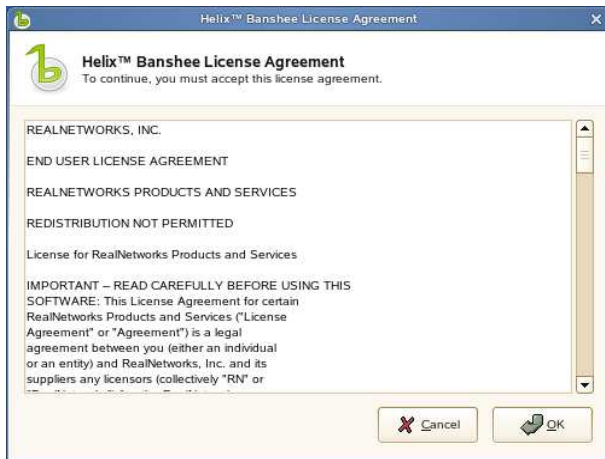 Helix™ Banshee License Agreement
Helix™ Banshee License Agreement
To continue, you must accept this license agreement.
REALNETWORKS, INC.
END USER LICENSE AGREEMENT
REALNETWORKS PRODUCTS AND SERVICES
REDISTRIBUTION NOT PERMITTED
License for RealNetworks Products and Services
IMPORTANT – READ CAREFULLY BEFORE USING THIS
SOFTWARE: This License Agreement for certain
RealNetworks Products and Services ("License
Agreement" or "Agreement") is a legal
agreement between you (either an individual
or an entity) and RealNetworks, Inc. and its
suppliers any licensors (collectively "RN" or
Cancel
OK